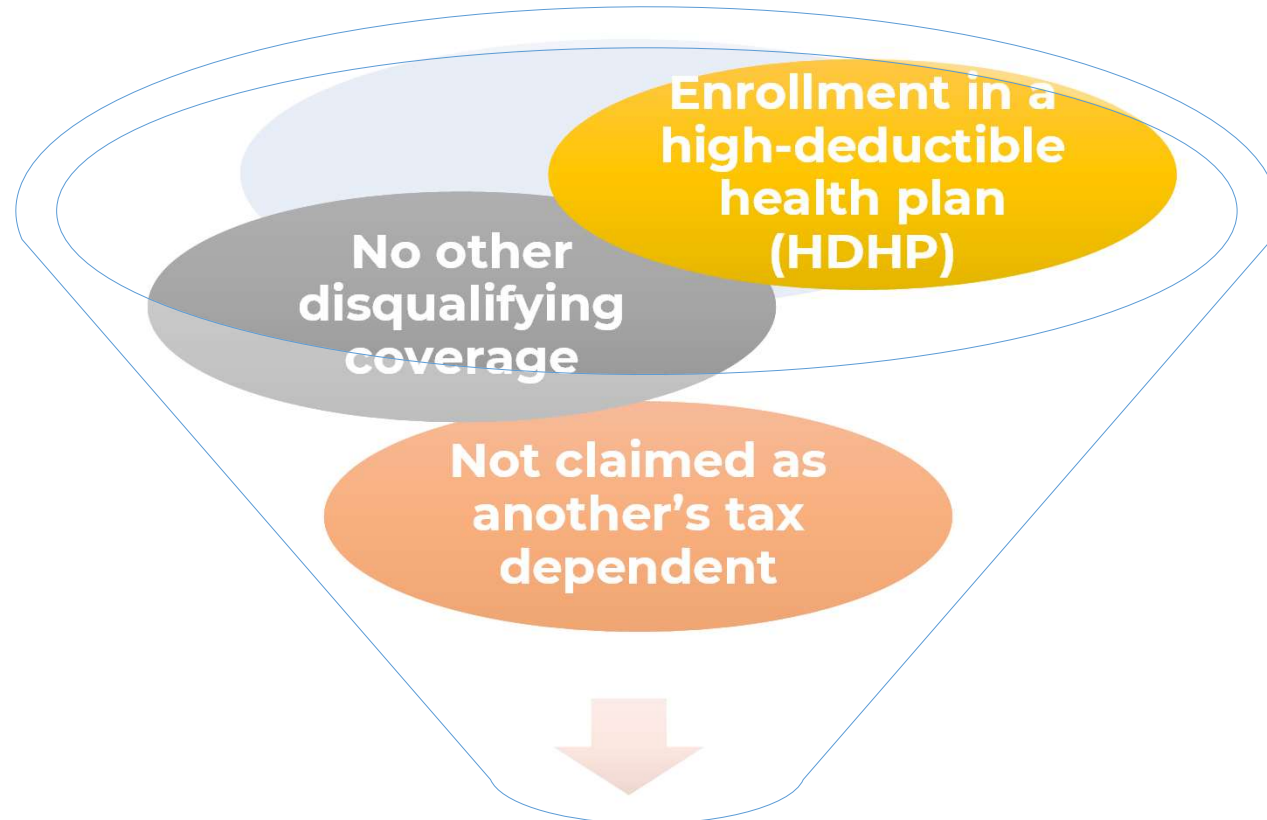 Enrollment in a
high-deductible
health plan
(HDHP)
No other
disqualifying
coverage
Not claimed as
another’s tax
dependent